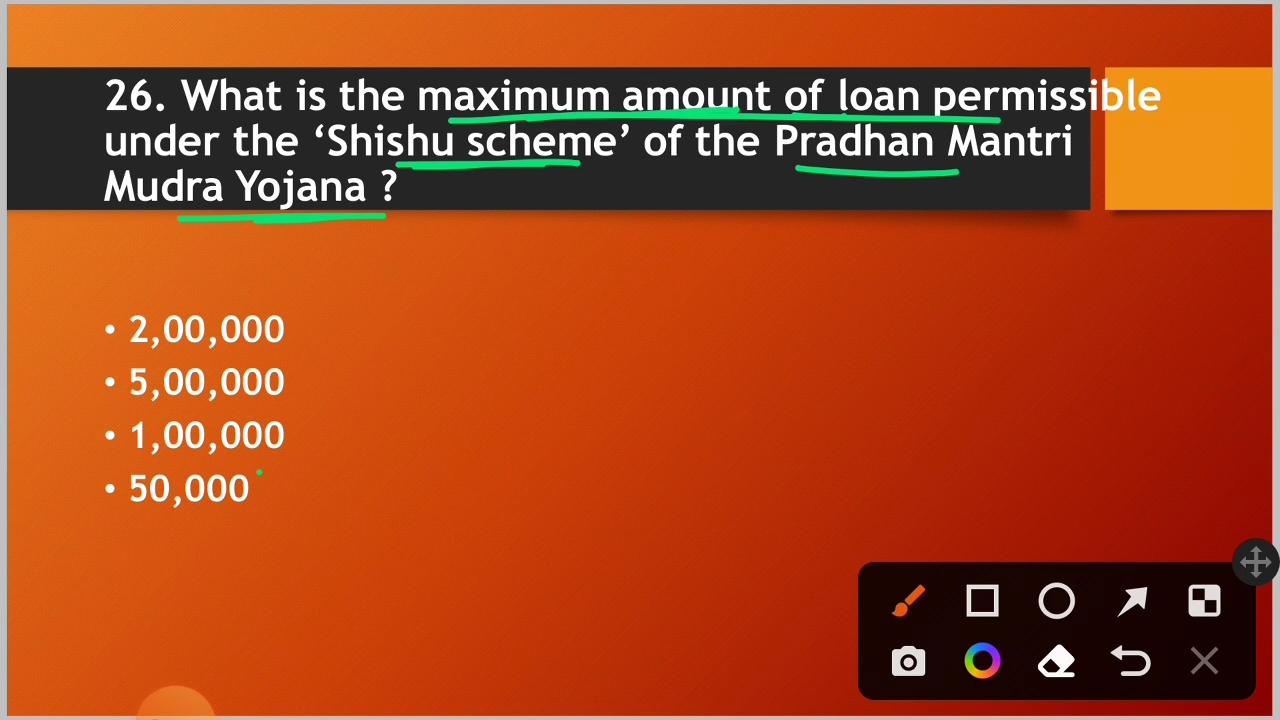 26. What is the maximum amount of loan permissible
under the ‘Shishu scheme’ of the Pradhan Mantri
Mudra Yojana ?
• 2,00,000
• 5,00,000
• 1,00,000
• 50,000